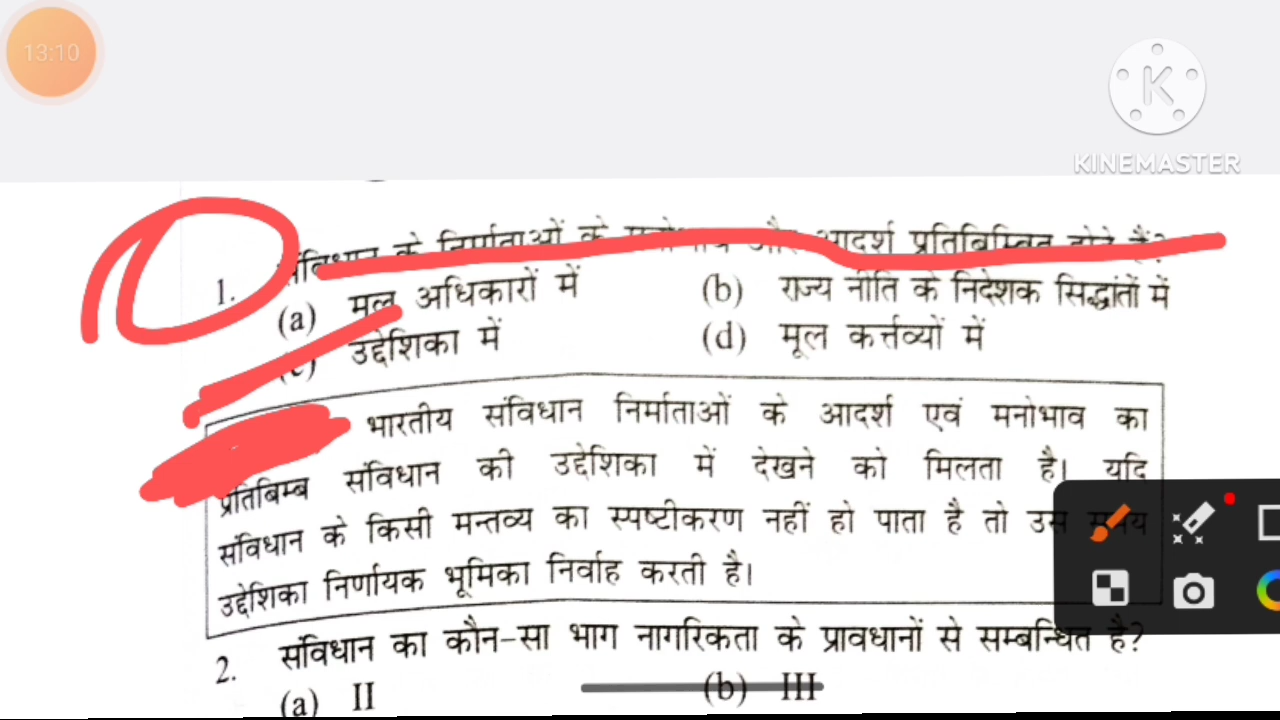 13:10
KINEMASTER
1. संविधान के निर्माताओं के मनोभाव और आदर्श प्रतिबिम्बित होते हैं?
(a) मूल अधिकारों में (b) राज्य नीति के निदेशक सिद्धांतों में
(c) उद्देशिका में (d) मूल कर्त्तव्यों में
भारतीय संविधान निर्माताओं के आदर्श एवं मनोभाव का
प्रतिबिम्ब संविधान की उद्देशिका में देखने को मिलता है। यदि
संविधान के किसी मन्तव्य का स्पष्टीकरण नहीं हो पाता है तो उस समय
उद्देशिका निर्णायक भूमिका निर्वाह करती है।
2. संविधान का कौन-सा भाग नागरिकता के प्रावधानों से सम्बन्धित है?
(a) II (b) III